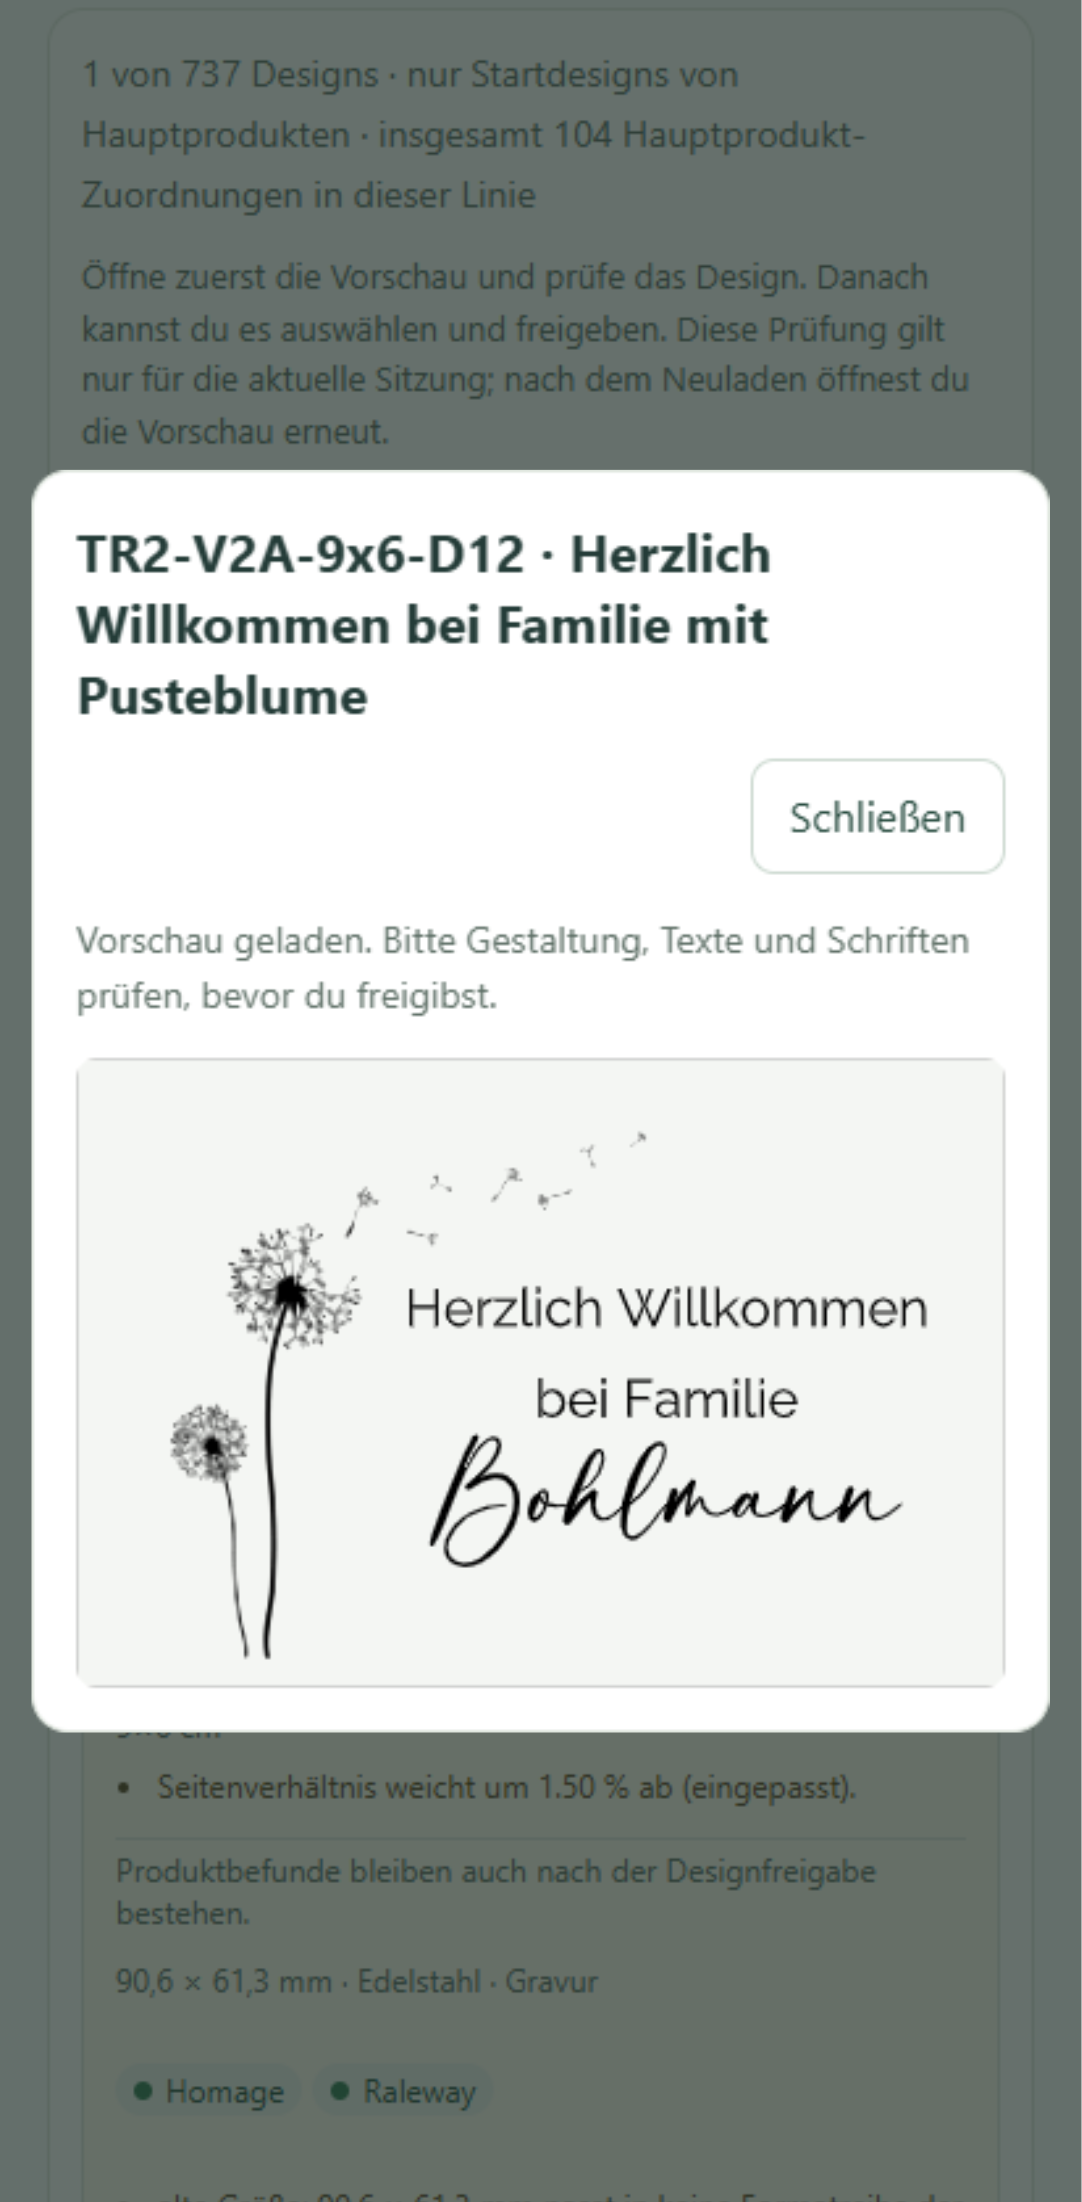 1 von 737 Designs · nur Startdesigns von
Hauptprodukten · insgesamt 104 Hauptprodukt-
Zuordnungen in dieser Linie
Öffne zuerst die Vorschau und prüfe das Design. Danach
kannst du es auswählen und freigeben. Diese Prüfung gilt
nur für die aktuelle Sitzung; nach dem Neuladen öffnest du
die Vorschau erneut.
TR2-V2A-9x6-D12 · Herzlich
Willkommen bei Familie mit
Pusteblume
Schließen
Vorschau geladen. Bitte Gestaltung, Texte und Schriften
prüfen, bevor du freigibst.
Herzlich Willkommen
bei Familie
Bohlmann
• Seitenverhältnis weicht um 1.50 % ab (eingepasst).
Produktbefunde bleiben auch nach der Designfreigabe
bestehen.
90,6 × 61,3 mm · Edelstahl · Gravur
Homage
Raleway